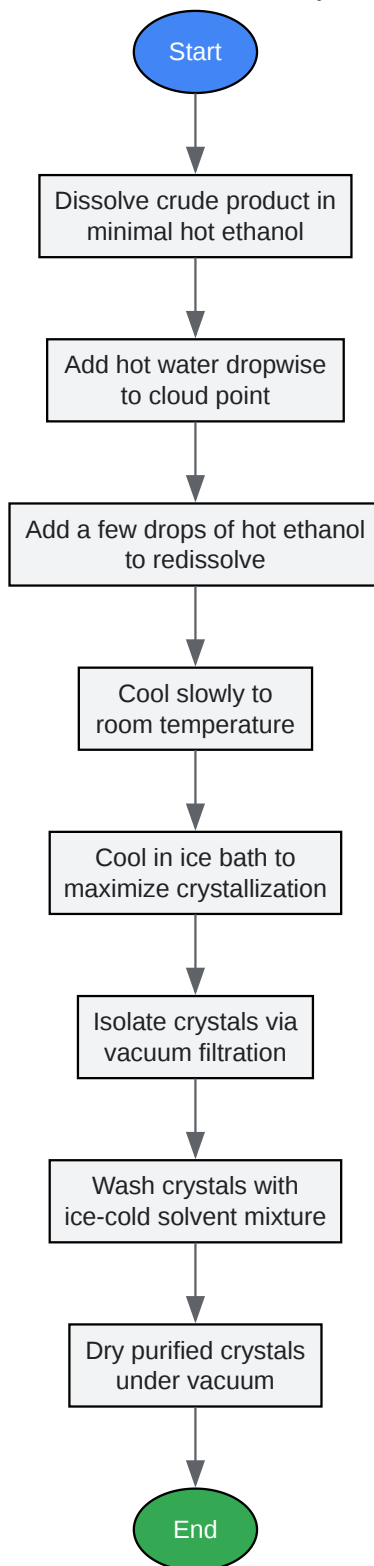 Start
Dissolve crude product in
minimal hot ethanol
Add hot water dropwise
to cloud point
Add a few drops of hot ethanol
to redissolve
Cool slowly to
room temperature
Cool in ice bath to
maximize crystallization
Isolate crystals via
vacuum filtration
Wash crystals with
ice-cold solvent mixture
Dry purified crystals
under vacuum
End